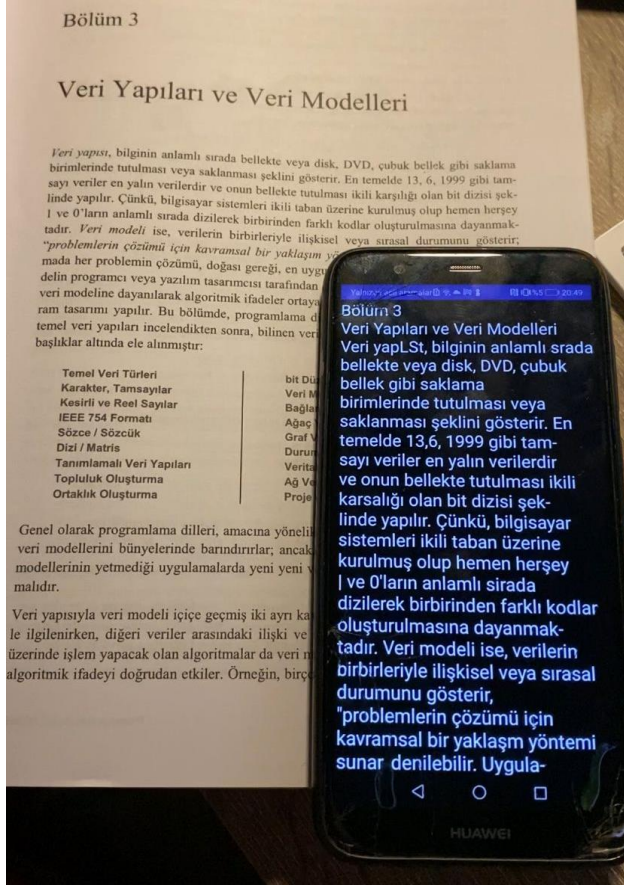 Bölüm 3
Veri Yapıları ve Veri Modelleri
Veri yapısı, bilginin anlamlı sırada bellekte veya disk, DVD, çubuk bellek gibi saklama
birimlerinde tutulması veya saklanması şeklini gösterir. En temelde 13, 6, 1999 gibi tam-
sayı veriler en yalın verilerdir ve onun bellekte tutulması ikili karşılığı olan bit dizisi şek-
linde yapılır. Çünkü, bilgisayar sistemleri ikili taban üzerine kurulmuş olup hemen herşey
1 ve 0'ların anlamlı sırada dizilerek birbirinden farklı kodlar oluşturulmasına dayanmak-
tadır. Veri modeli ise, verilerin birbirleriyle ilişkisel veya sırasal durumunu gösterir;
"problemlerin çözümü için kavramsal bir yaklaşım
mada her problemin çözümü, doğası gereği, en
delin programcı veya yazılım tasarımcısı tarafından
veri modeline dayanılarak algoritmik ifadeler
ram tasarımı yapılır. Bu bölümde, programlama
temel veri yapıları incelendikten sonra, bilinen
başlıklar altında ele alınmıştır:
Temel Veri Türleri
Karakter, Tamsayılar
Kesirli ve Reel Sayılar
IEEE 754 Formatı
Sözce / Sözcük
Dizi / Matris
Tanımlamalı Veri Yapıları
Topluluk Oluşturma
Ortaklık Oluşturma
bit
Veri
Ağaç
Graf
Ağ
Genel olarak programlama dilleri, amacına
veri modellerini bünyelerinde barındırırlar; ancak
modellerinin yetmediği uygulamalarda yeni yeni
malıdır.
Veri yapısıyla veri modeli içiçe geçmiş iki ayrı
le ilgilenirken, diğeri veriler arasındaki ilişki ve
üzerinde işlem yapacak olan algoritmalar da veri
algoritmik ifadeyi doğrudan etkiler. Örneğin,
%5 20:49
Bölüm 3
Veri Yapıları ve Veri Modelleri
Veri yapLSt, bilginin anlamlı srada
bellekte veya disk, DVD, çubuk
bellek gibi saklama
birimlerinde tutulması veya
saklanması şeklini gösterir. En
temelde 13,6, 1999 gibi tam-
sayı veriler en yalın verilerdir
ve onun bellekte tutulması ikili
karsalığı olan bit dizisi şek-
linde yapılır. Çünkü, bilgisayar
sistemleri ikili taban üzerine
kurulmuş olup hemen herşey
| ve 0'ların anlamlı sirada
dizilerek birbirinden farklı kodlar
oluşturulmasına dayanmak-
tadır. Veri modeli ise, verilerin
birbirleriyle ilişkisel veya sırasal
durumunu gösterir,
"problemlerin çözümü için
kavramsal bir yaklaşm yöntemi
sunar denilebilir. Uygula-
HUAWEI